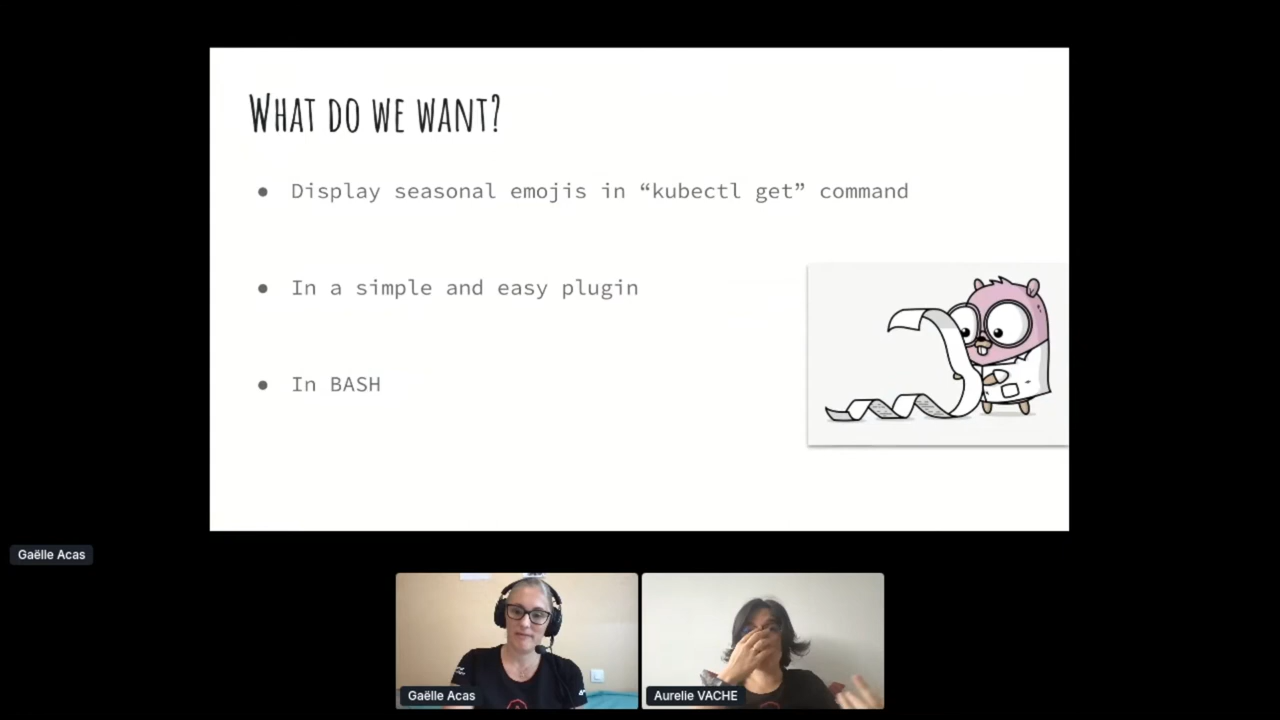 WHAT DO WE WANT?
● Display seasonal emojis in “kubectl get” command
● In a simple and easy plugin
● In BASH
Gaëlle Acas
Gaëlle Acas
Aurelie VACHE